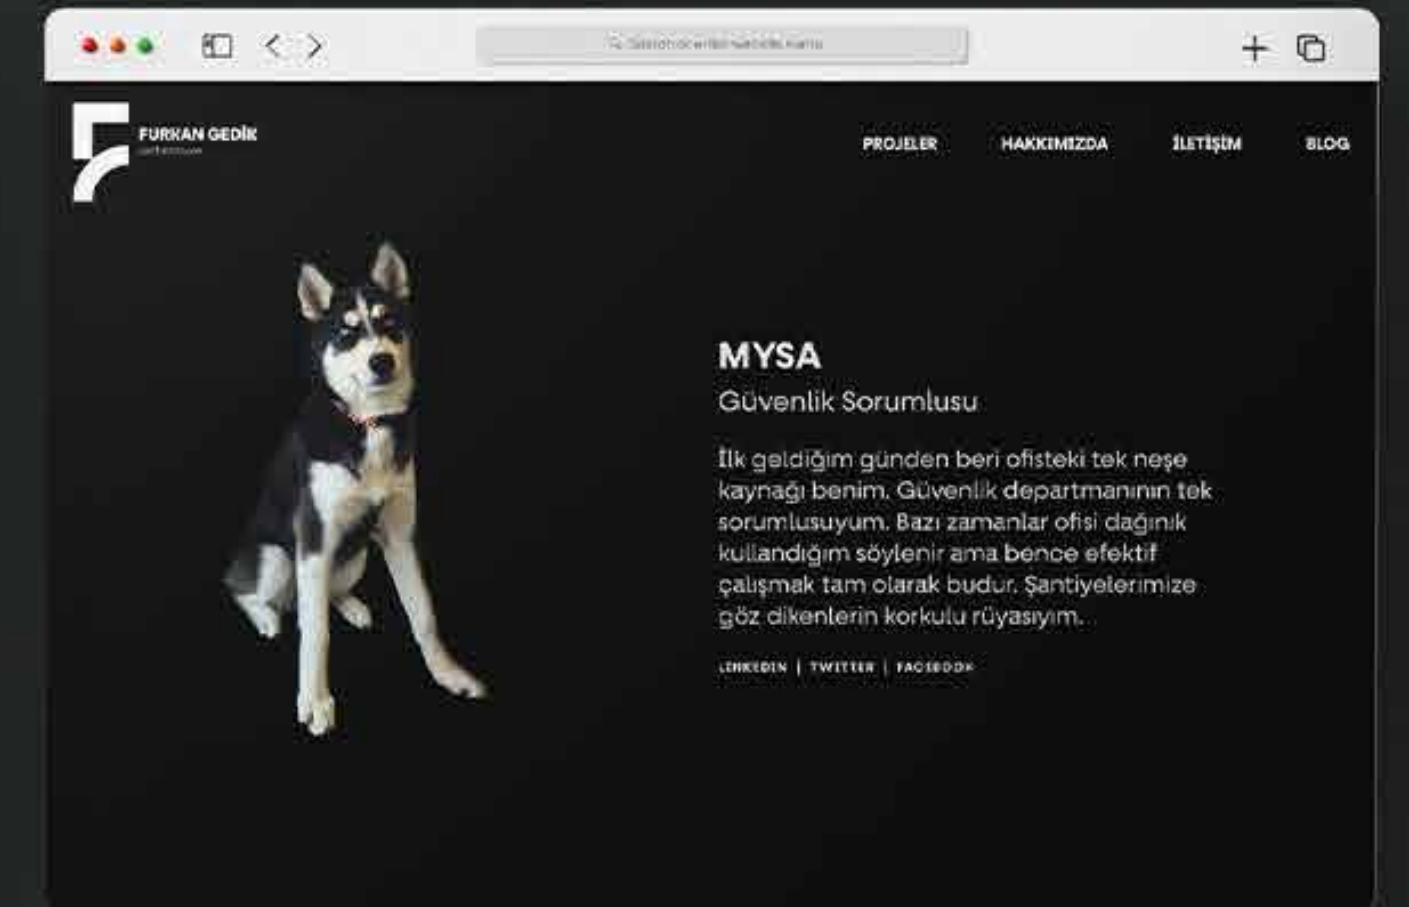 FURKAN GEDİK
PROJELER
HAKKIMIZDA
İLETİŞİM
BLOG
MYSA
Güvenlik Sorumlusu
İlk geldiğim günden beri ofisteki tek neşe
kaynağı benim. Güvenlik departmanının tek
sorumlusuyum. Bazı zamanlar ofisi dağınık
kullandığım söylenir ama bence efektif
çalışmak tam olarak budur. Şantiyelerimize
göz dikenlerin korkulu rüyasıyım.
LINKEDIN | TWITTER | FACEBOOK